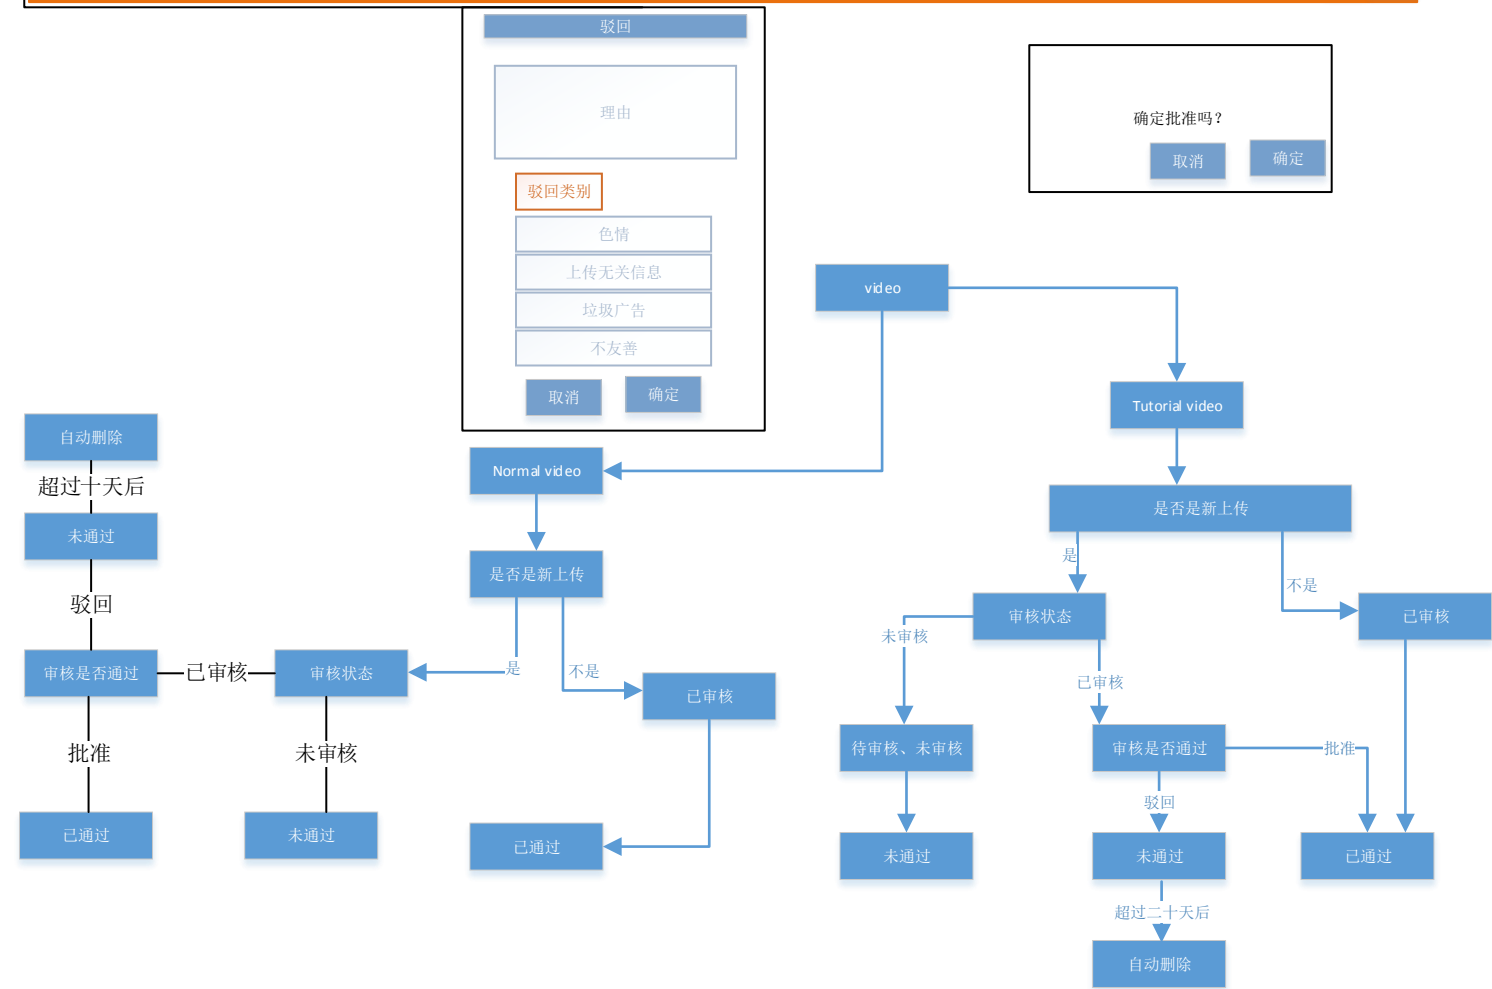 驳回
理由
驳回类别
色情
上传无关信息
垃圾广告
不友善
取消
确定
确定批准吗?
取消
确定
video
Tutorial video
Normal video
是否是新上传
是
不是
审核状态
已审核
未审核
已审核
待审核、未审核
审核是否通过
批准
驳回
未通过
未通过
已通过
超过二十天后
自动删除
是否是新上传
是
不是
已审核
已通过
自动删除
超过十天后
未通过
驳回
审核是否通过
已审核
审核状态
批准
未审核
已通过
未通过